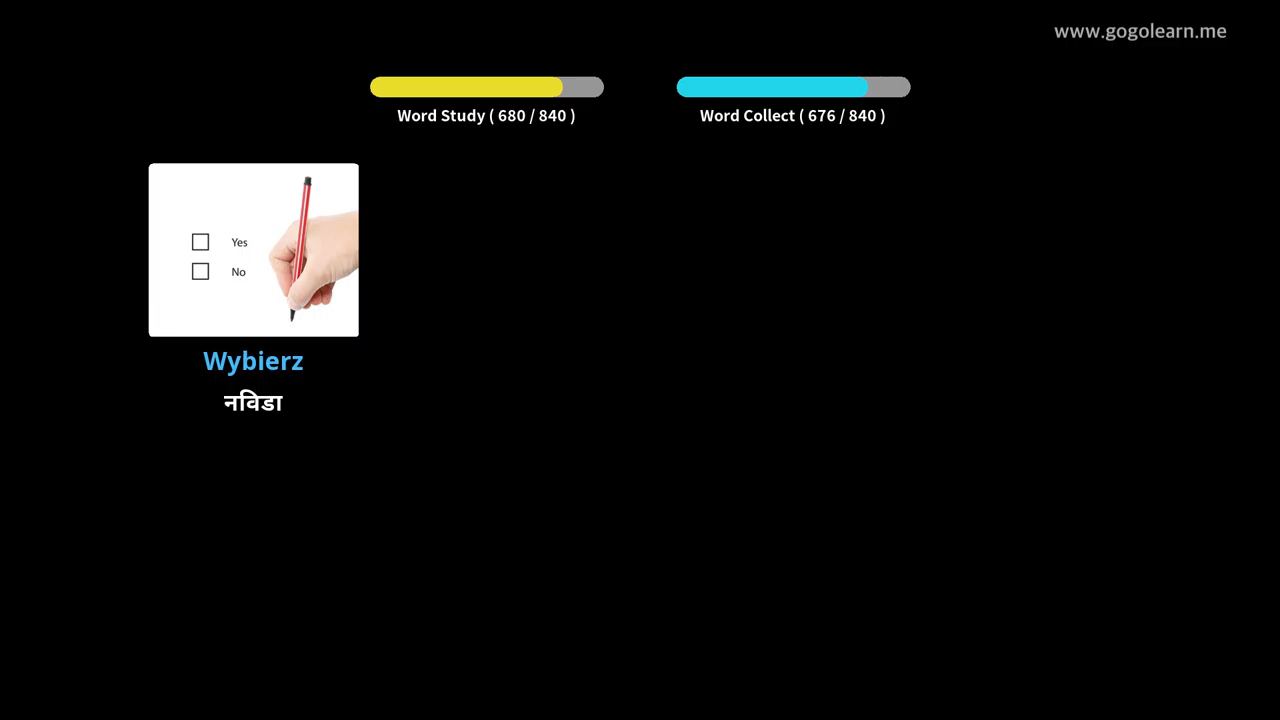 www.gogolearn.me
Word Study ( 680 / 840 )
Word Collect ( 676 / 840 )
Yes
No
Wybierz
नविडा